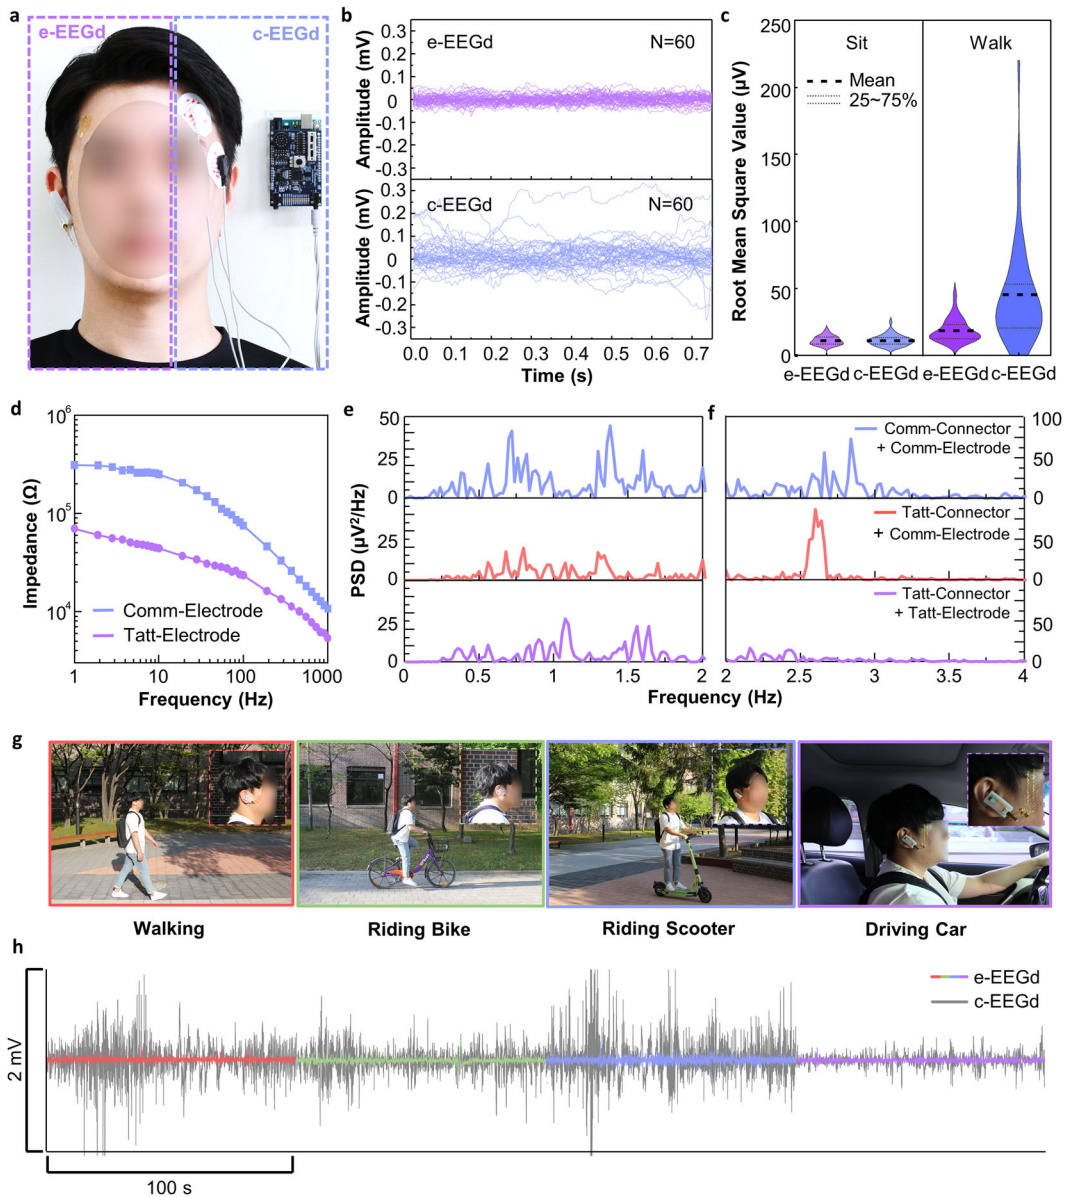 a
e-EEGd
c-EEGd
b
Amplitude (mV)
0.3
0.2
0.1
0
-0.1
-0.2
-0.3
e-EEGd
N=60
Amplitude (mV)
0.3
0.2
0.1
0
-0.1
-0.2
-0.3
c-EEGd
N=60
0.0 0.1 0.2 0.3 0.4 0.5 0.6 0.7
Time (s)
c
Root Mean Square Value (µV)
250
200
150
100
50
0
Sit
Walk
Mean
25~75%
e-EEGd c-EEGd e-EEGd c-EEGd
d
Impedance (Ω)
10⁶
10⁵
10⁴
Comm-Electrode
Tatt-Electrode
1 10 100 1000
Frequency (Hz)
e
PSD (µV²/Hz)
50
25
0
25
0
25
0
0 0.5 1 1.5 2
f
Comm-Connector
+ Comm-Electrode
Tatt-Connector
+ Comm-Electrode
Tatt-Connector
+ Tatt-Electrode
100
50
0
50
0
50
0
2 2.5 3 3.5 4
Frequency (Hz)
g
Walking
Riding Bike
Riding Scooter
Driving Car
h
2 mV
e-EEGd
c-EEGd
100 s